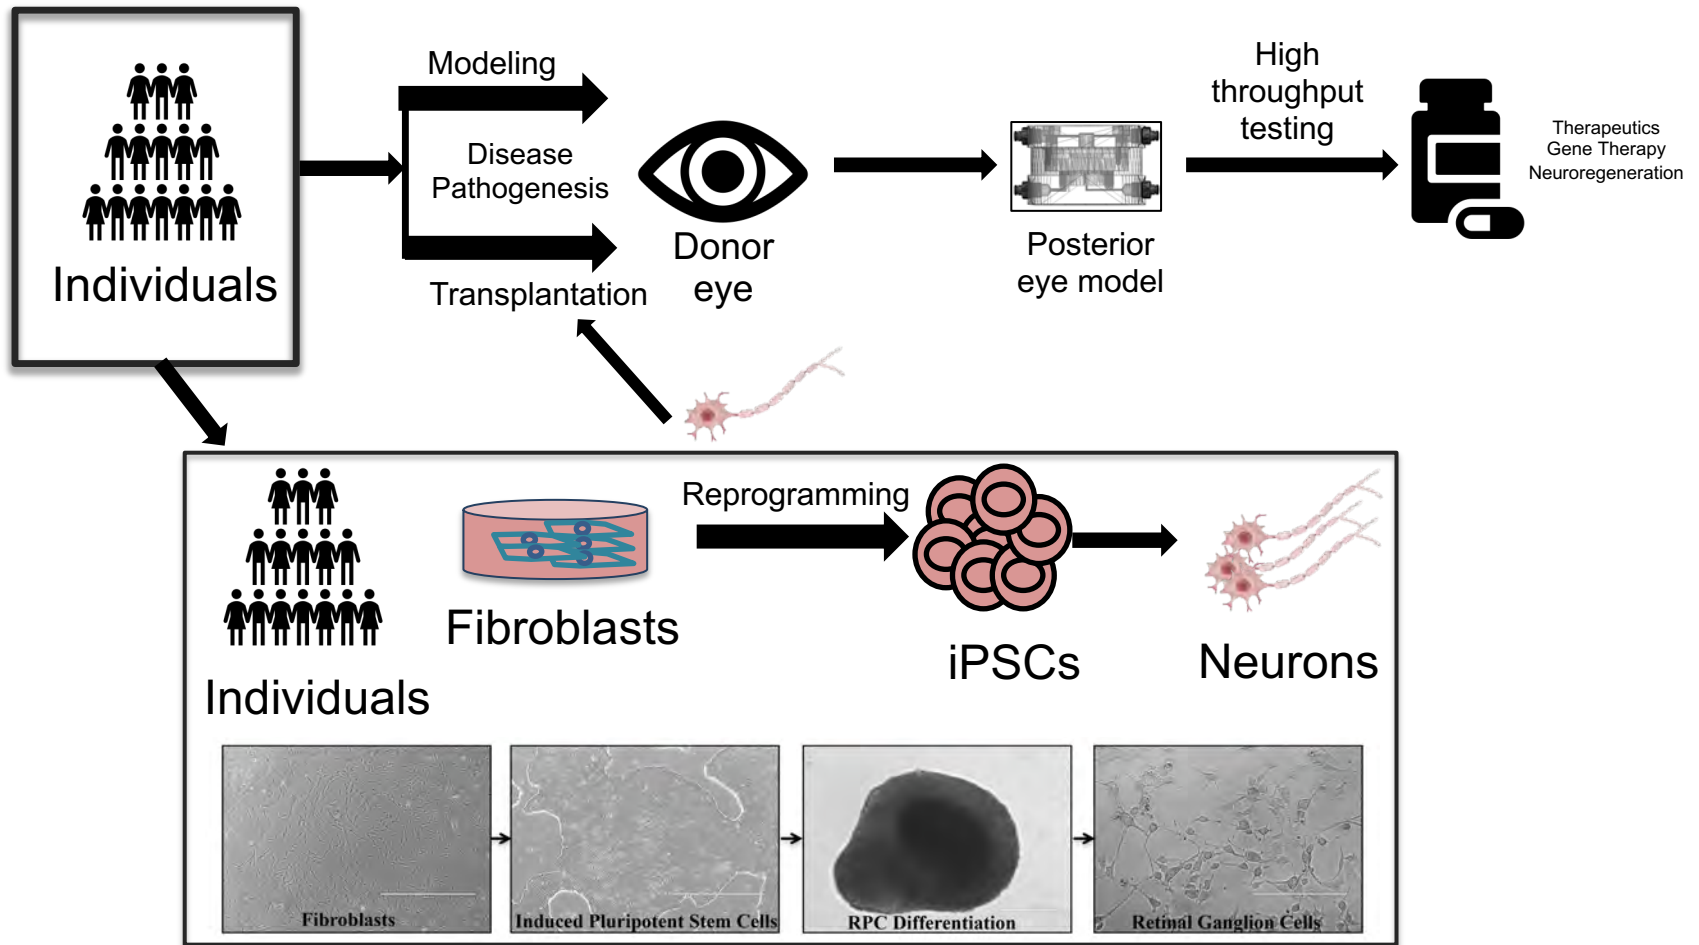 Individuals
Modeling
Disease
Pathogenesis
Transplantation
Donor
eye
Posterior
eye model
High
throughput
testing
Therapeutics
Gene Therapy
Neuroregeneration
Individuals
Fibroblasts
Reprogramming
iPSCs
Neurons
Fibroblasts
Induced Pluripotent Stem Cells
RPC Differentiation
Retinal Ganglion Cells